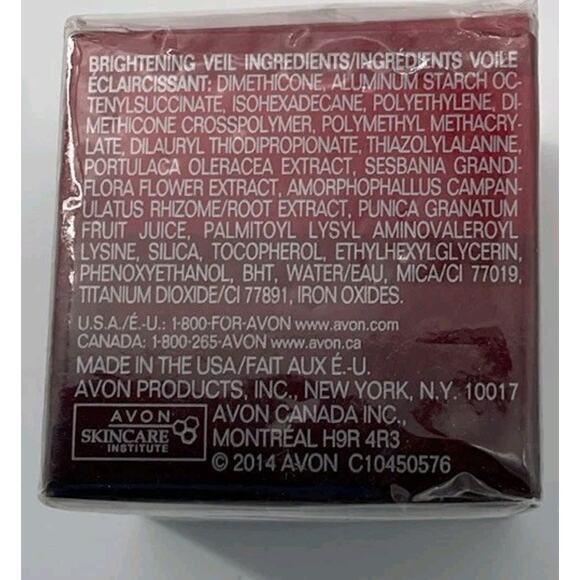 BRIGHTENING VEIL INGREDIENTS/INGRÉDIENTS VOILE
ÉCLAIRCISSANT: DIMETHICONE, ALUMINUM STARCH OC-
TENYLSUCCINATE, ISOHEXADECANE, POLYETHYLENE, DI-
METHICONE CROSSPOLYMER, POLYMETHYL METHACRY-
LATE, DILAURYL THIODIPROPIONATE, THIAZOLYLALANINE,
PORTULACA OLERACEA EXTRACT, SESBANIA GRANDI-
FLORA FLOWER EXTRACT, AMORPHOPHALLUS CAMPAN-
ULATUS RHIZOME/ROOT EXTRACT, PUNICA GRANATUM
FRUIT JUICE, PALMITOYL LYSYL AMINOVALEROYL
LYSINE, SILICA, TOCOPHEROL, ETHYLHEXYLGLYCERIN,
PHENOXYETHANOL, BHT, WATER/EAU, MICA/CI 77019,
TITANIUM DIOXIDE/CI 77891, IRON OXIDES.
U.S.A./É.-U.: 1-800-FOR-AVON www.avon.com
CANADA: 1-800-265-AVON www.avon.ca
MADE IN THE USA/FAIT AUX É.-U.
AVON PRODUCTS, INC., NEW YORK, N.Y. 10017
AVON
SKINCARE
INSTITUTE
AVON CANADA INC.,
MONTRÉAL H9R 4R3
© 2014 AVON C10450576